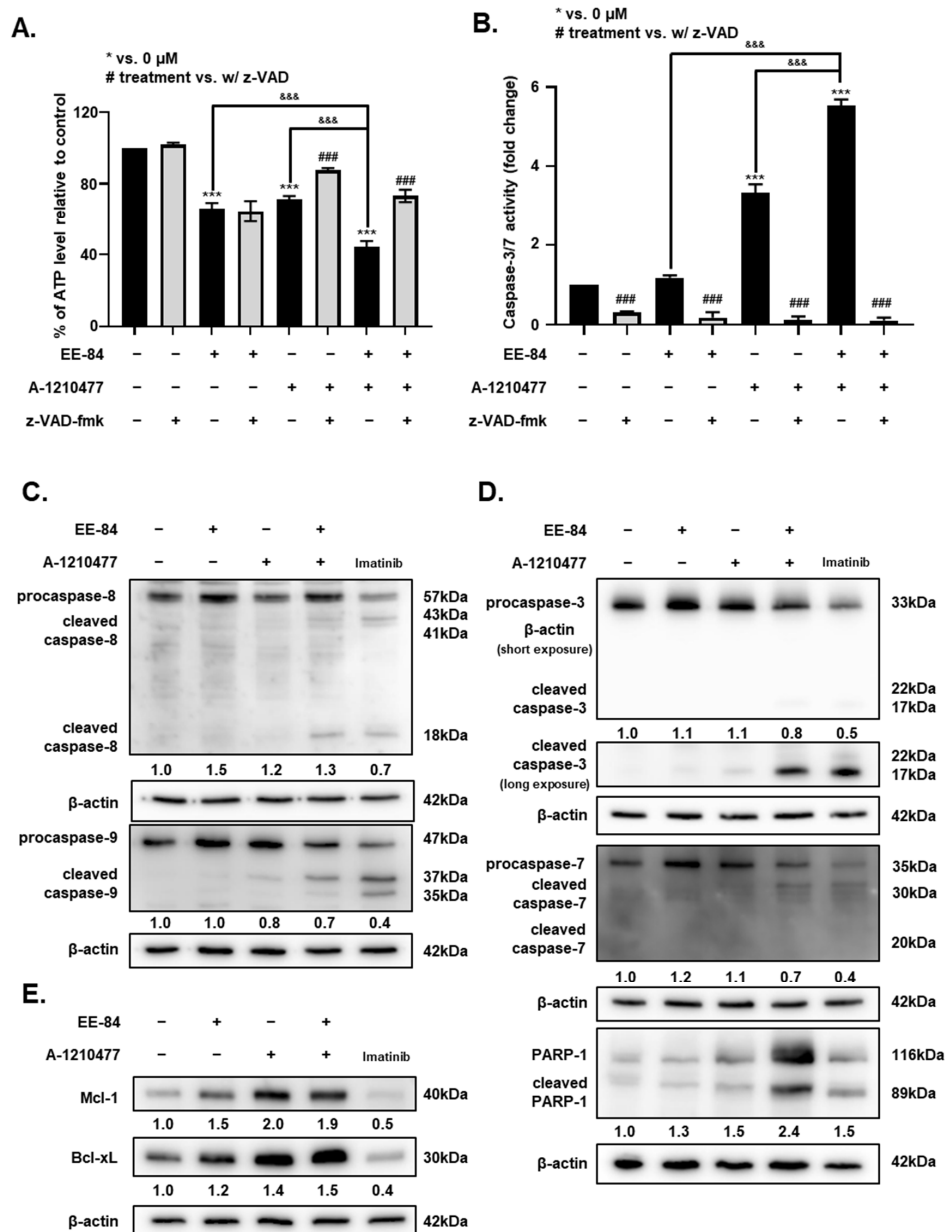 A.
* vs. 0 µM
# treatment vs. w/ z-VAD
% of ATP level relative to control
120
80
40
0
&&&
&&&
***
***
###
***
###
EE-84 – – + + – – + +
A-1210477 – – – – + + + +
z-VAD-fmk – + – + – + – +
B.
* vs. 0 µM
# treatment vs. w/ z-VAD
Caspase-3/7 activity (fold change)
6
4
2
0
&&&
&&&
###
###
***
###
***
###
EE-84 – – + + – – + +
A-1210477 – – – – + + + +
z-VAD-fmk – + – + – + – +
C.
EE-84 – + – +
A-1210477 – – + + Imatinib
procaspase-8 57kDa
cleaved 43kDa
caspase-8 41kDa
cleaved
caspase-8 18kDa
1.0 1.5 1.2 1.3 0.7
β-actin 42kDa
procaspase-9 47kDa
cleaved 37kDa
caspase-9 35kDa
1.0 1.0 0.8 0.7 0.4
β-actin 42kDa
D.
EE-84 – + – +
A-1210477 – – + + Imatinib
procaspase-3 33kDa
β-actin
(short exposure)
cleaved 22kDa
caspase-3 17kDa
1.0 1.1 1.1 0.8 0.5
cleaved 22kDa
caspase-3 17kDa
(long exposure)
β-actin 42kDa
procaspase-7 35kDa
cleaved 30kDa
caspase-7
cleaved 20kDa
caspase-7
1.0 1.2 1.1 0.7 0.4
β-actin 42kDa
PARP-1 116kDa
cleaved 89kDa
PARP-1
1.0 1.3 1.5 2.4 1.5
β-actin 42kDa
E.
EE-84 – + – +
A-1210477 – – + + Imatinib
Mcl-1 40kDa
1.0 1.5 2.0 1.9 0.5
Bcl-xL 30kDa
1.0 1.2 1.4 1.5 0.4
β-actin 42kDa